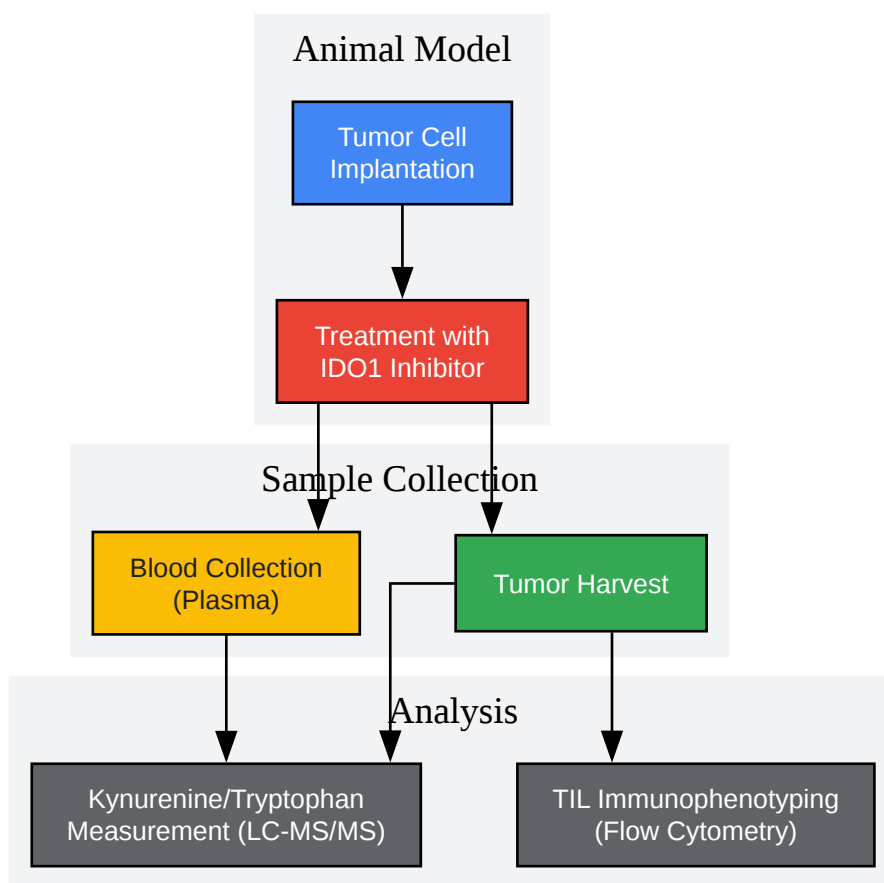 Animal Model
Tumor Cell
Implantation
Treatment with
IDO1 Inhibitor
Sample Collection
Blood Collection
(Plasma)
Tumor Harvest
Analysis
Kynurenine/Tryptophan
Measurement (LC-MS/MS)
TIL Immunophenotyping
(Flow Cytometry)